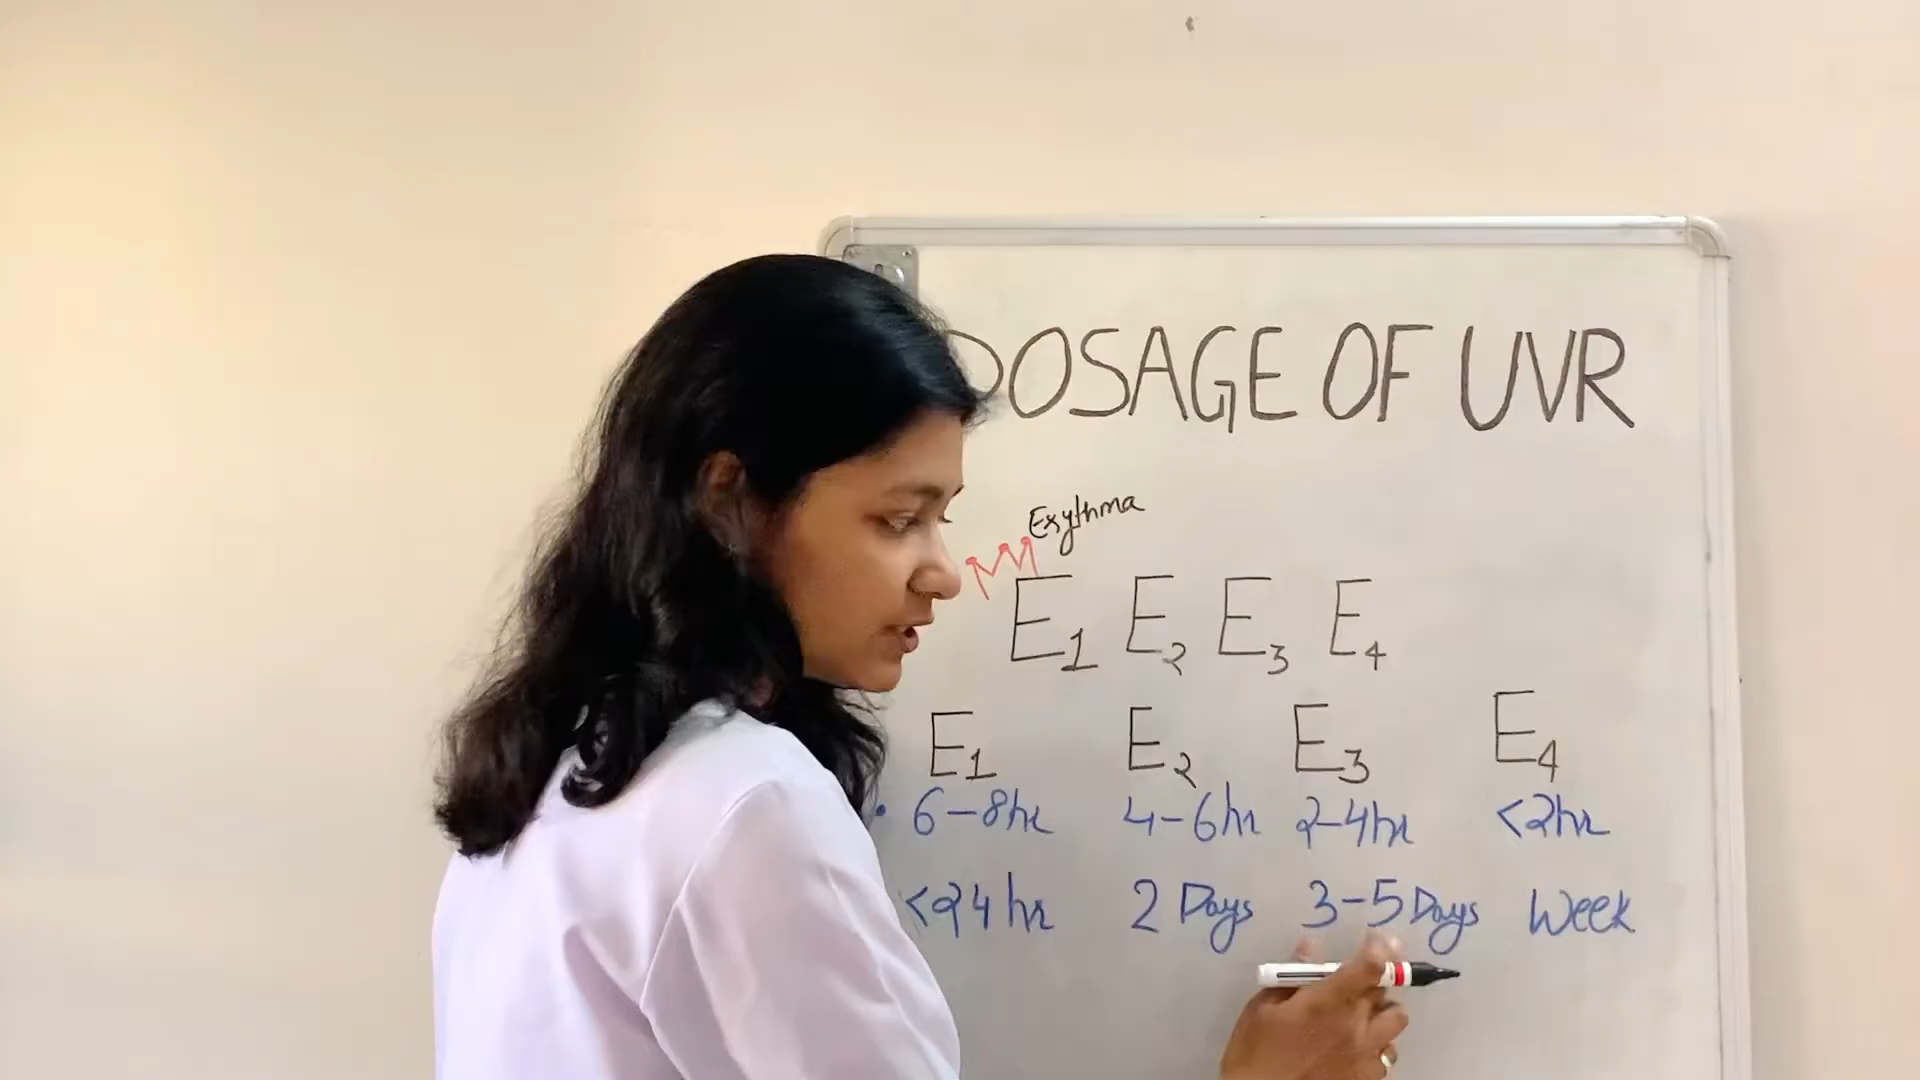 DOSAGE OF UVR
Erythma
E1 E2 E3 E4
E1 E2 E3 E4
• 6-8hr 4-6hr 2-4hr <2hr
<24hr 2 Days 3-5 Days Week